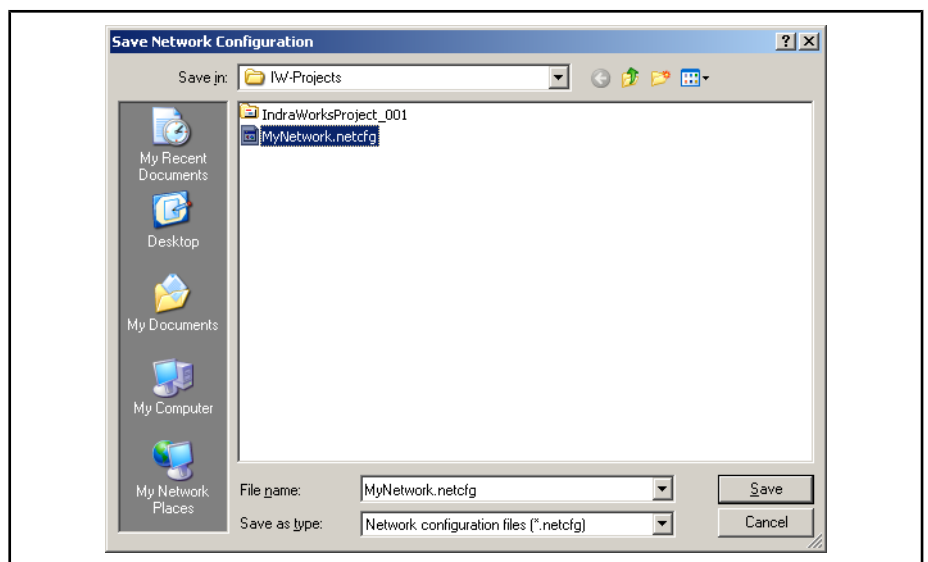 Save Network Configuration
Save in:
IW-Projects
IndraWorksProject_001
MyNetwork.netcfg
My Recent
Documents
Desktop
My Documents
My Computer
My Network
Places
File name:
MyNetwork.netcfg
Save
Save as type:
Network configuration files (*.netcfg)
Cancel